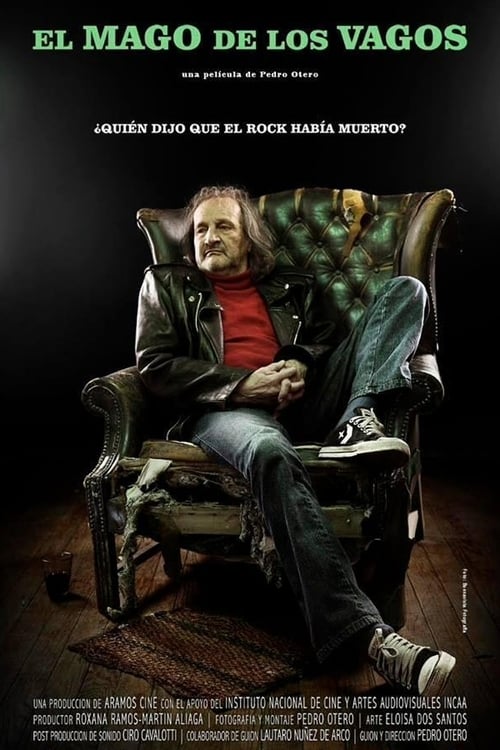 EL MAGO DE LOS VAGOS
una película de Pedro Otero
¿QUIÉN DIJO QUE EL ROCK HABÍA MUERTO?
UNA PRODUCCION DE ARAMOS CINE CON EL APOYO DEL INSTITUTO NACIONAL DE CINE Y ARTES AUDIOVISUALES INCAA
PRODUCTOR ROXANA RAMOS-MARTIN ALIAGA | FOTOGRAFÍA Y MONTAJE PEDRO OTERO | ARTE ELOISA DOS SANTOS
POST PRODUCCION DE SONIDO CIRO CAVALOTTI | COLABORADOR DE GUION LAUTARO NUÑEZ DE ARCO | GUION Y DIRECCION PEDRO OTERO